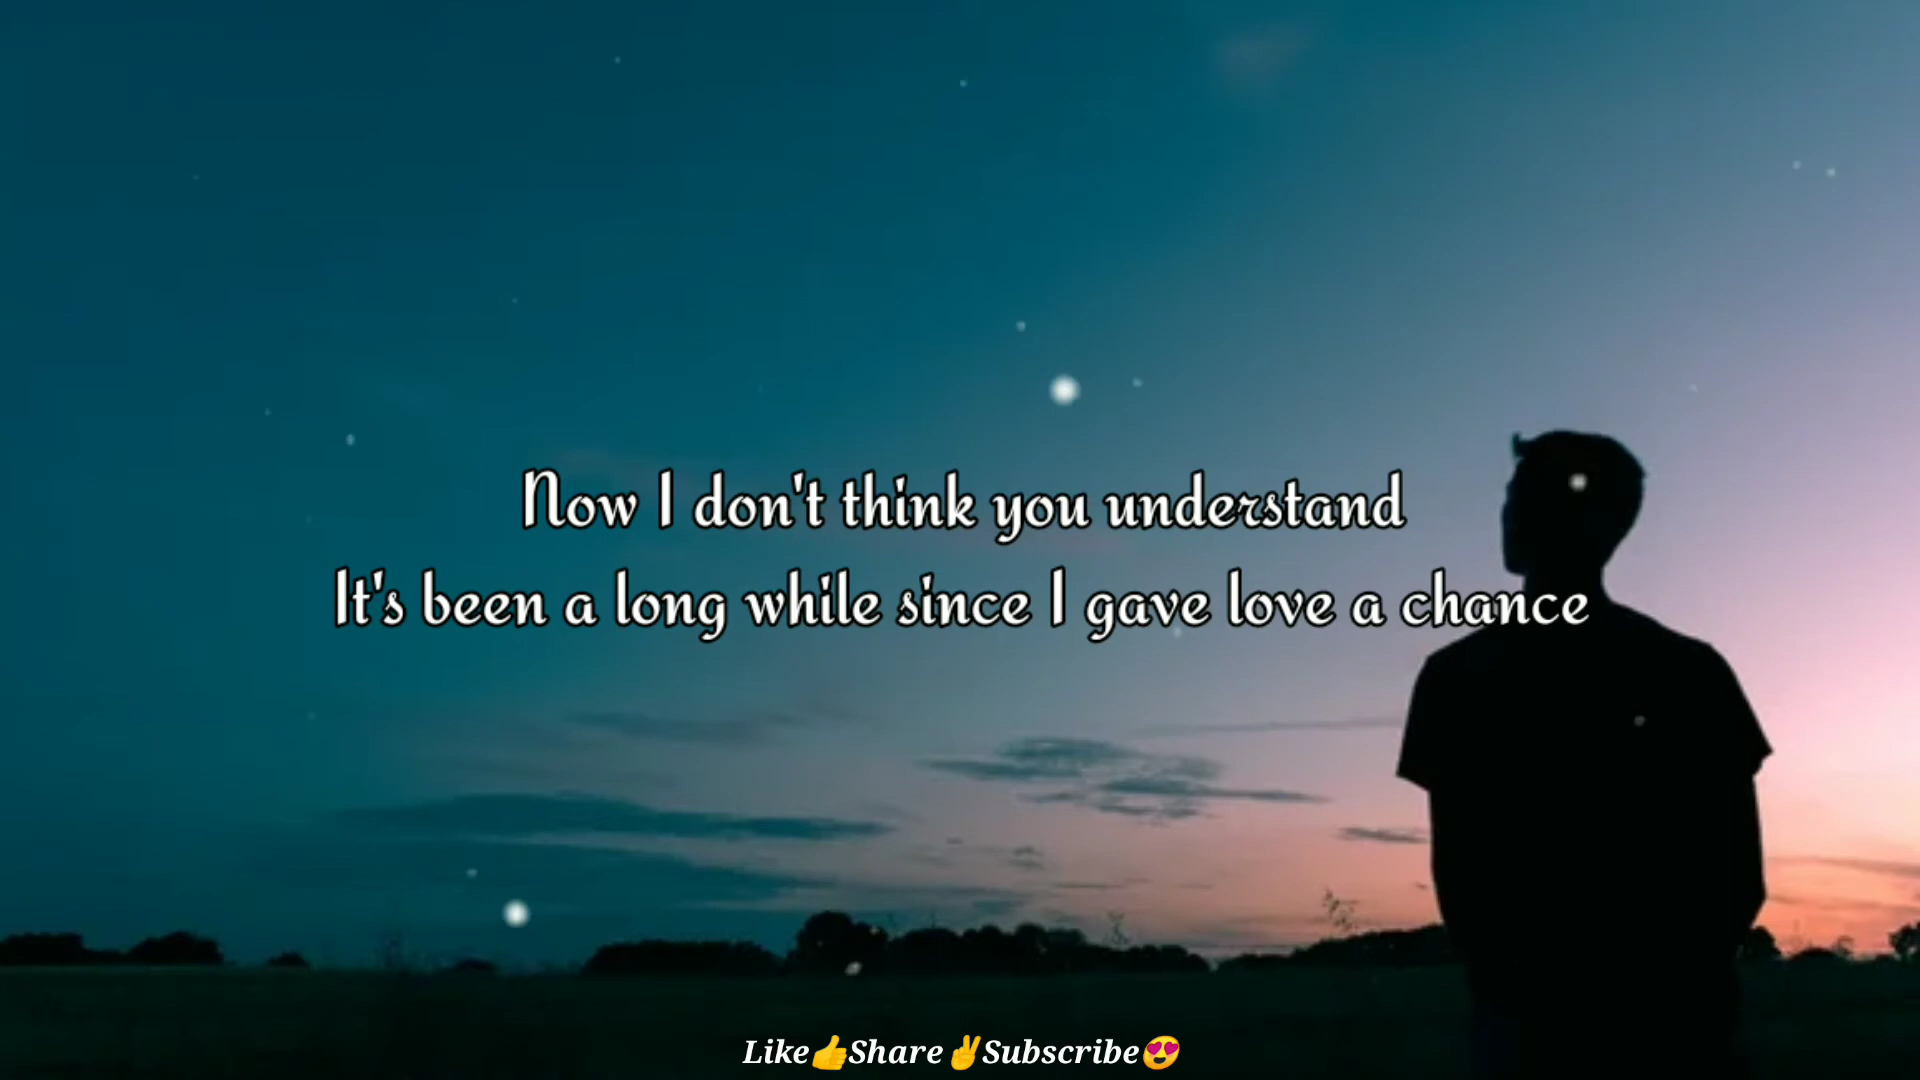 Now I don't think you understand
It's been a long while since I gave love a chance
Like👍Share✌️Subscribe😍